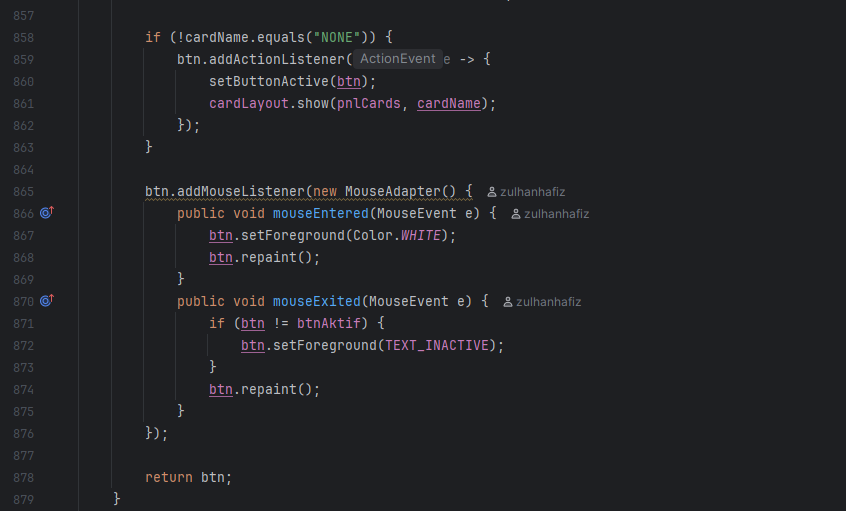 857
858 if (!cardName.equals("NONE")) {
859 btn.addActionListener( ActionEvent e -> {
860 setButtonActive(btn);
861 cardLayout.show(pnlCards, cardName);
862 });
863 }
864
865 btn.addMouseListener(new MouseAdapter() { zulhanhafiz
866 public void mouseEntered(MouseEvent e) { zulhanhafiz
867 btn.setForeground(Color.WHITE);
868 btn.repaint();
869 }
870 public void mouseExited(MouseEvent e) { zulhanhafiz
871 if (btn != btnAktif) {
872 btn.setForeground(TEXT_INACTIVE);
873 }
874 btn.repaint();
875 }
876 });
877
878 return btn;
879 }